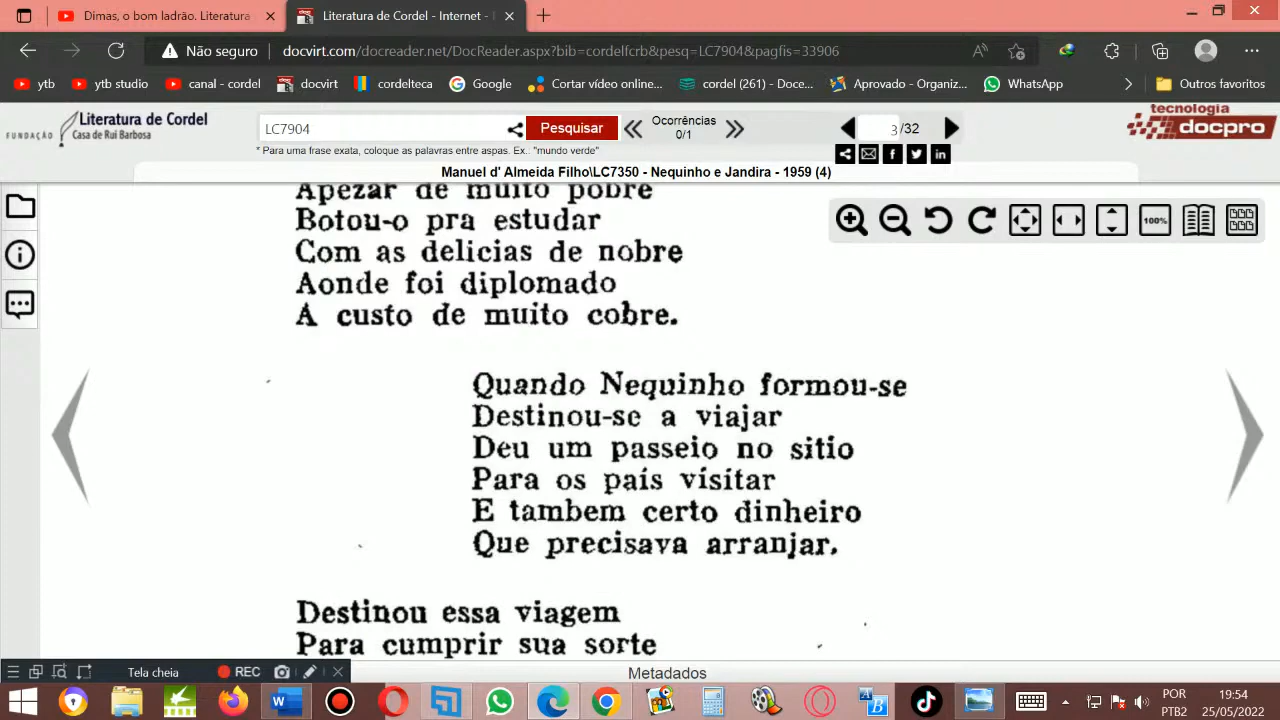 Dimas, o bom ladrão. Literatura
Literatura de Cordel - Internet - 
Não seguro
docvirt.com/docreader.net/DocReader.aspx?bib=cordelfcrb&pesq=LC7904&pagfis=33906
ytb
ytb studio
canal - cordel
docvirt
cordelteca
Google
Cortar vídeo online...
cordel (261) - Doce...
Aprovado - Organiz...
WhatsApp
Outros favoritos
FUNDAÇÃO
Literatura de Cordel
Casa de Rui Barbosa
LC7904
Pesquisar
Ocorrências
0/1
3 /32
tecnologia
docpro
* Para uma frase exata, coloque as palavras entre aspas. Ex.: "mundo verde"
Manuel d' Almeida Filho\LC7350 - Nequinho e Jandira - 1959 (4)
100%
Apezar de muito pobre
Botou-o pra estudar
Com as delicias de nobre
Aonde foi diplomado
A custo de muito cobre.
Quando Nequinho formou-se
Destinou-se a viajar
Deu um passeio no sitio
Para os país visitar
E tambem certo dinheiro
Que precisava arranjar.
Destinou essa viagem
Para cumprir sua sorte
Tela cheia
REC
Metadados
POR
PTB2
19:54
25/05/2022